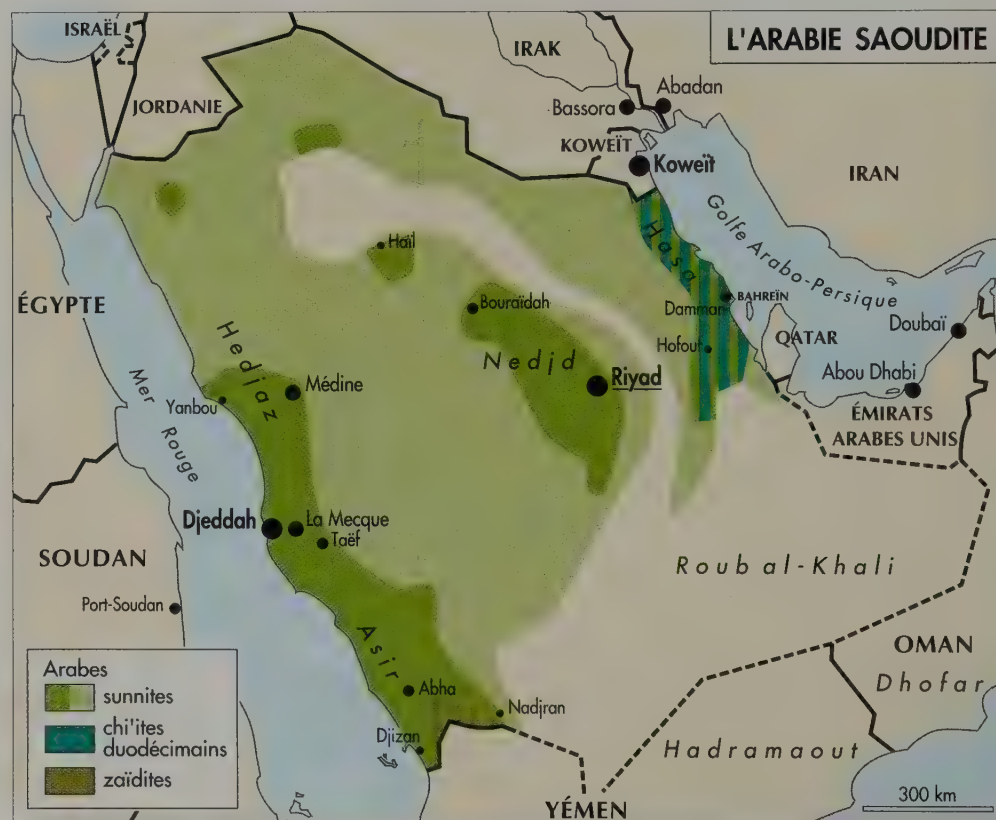 L'ARABIE SAOUDITE
ISRAËL
JORDANIE
IRAK
Bassora
Abadan
KOWEÏT
Koweït
IRAN
Golfe Arabo-Persique
Hasa
Haïl
ÉGYPTE
Bouraïdah
Dammam
BAHREÏN
Hedjaz
Nedjd
Hofouf
QATAR
Doubaï
Médine
Riyad
Abou Dhabi
Yanbou
ÉMIRATS
ARABES UNIS
Mer Rouge
Djeddah
La Mecque
Taëf
SOUDAN
Roub al-Khali
Port-Soudan
Asir
OMAN
Dhofar
Abha
Nadjran
Djizan
Hadramaout
YÉMEN
Arabes
sunnites
chi'ites
duodécimains
zaïdites
300 km